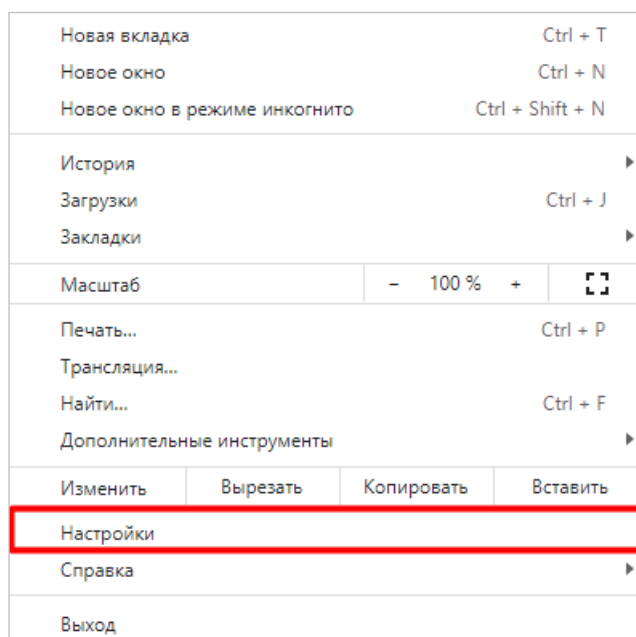 Новая вкладка Ctrl + T
Новое окно Ctrl + N
Новое окно в режиме инкогнито Ctrl + Shift + N
История
Загрузки Ctrl + J
Закладки
Масштаб – 100 % +
Печать... Ctrl + P
Трансляция...
Найти... Ctrl + F
Дополнительные инструменты
Изменить Вырезать Копировать Вставить
Настройки
Справка
Выход